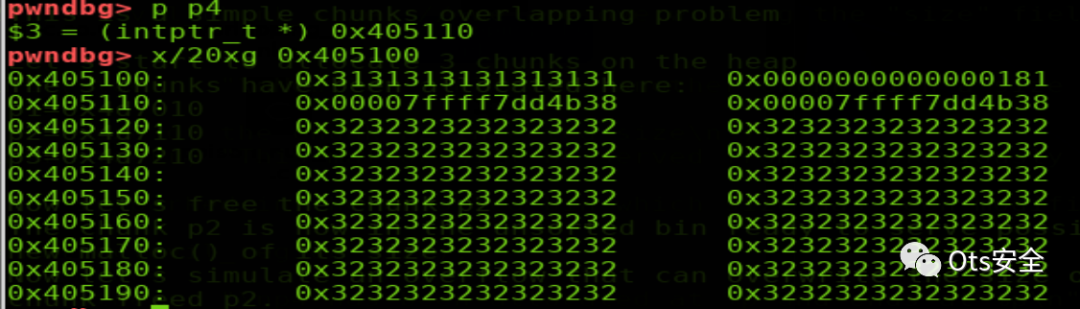 pwndbg> p p4
$3 = (intptr_t *) 0x405110
pwndbg> x/20xg 0x405100
0x405100: 0x3131313131313131 0x0000000000000181
0x405110: 0x00007ffff7dd4b38 0x00007ffff7dd4b38
0x405120: 0x3232323232323232 0x3232323232323232
0x405130: 0x3232323232323232 0x3232323232323232
0x405140: 0x3232323232323232 0x3232323232323232
0x405150: 0x3232323232323232 0x3232323232323232
0x405160: 0x3232323232323232 0x3232323232323232
0x405170: 0x3232323232323232 0x3232323232323232
0x405180: 0x3232323232323232 0x3232323232323232
0x405190: 0x3232323232323232 0x3232323232323232
Ots安全